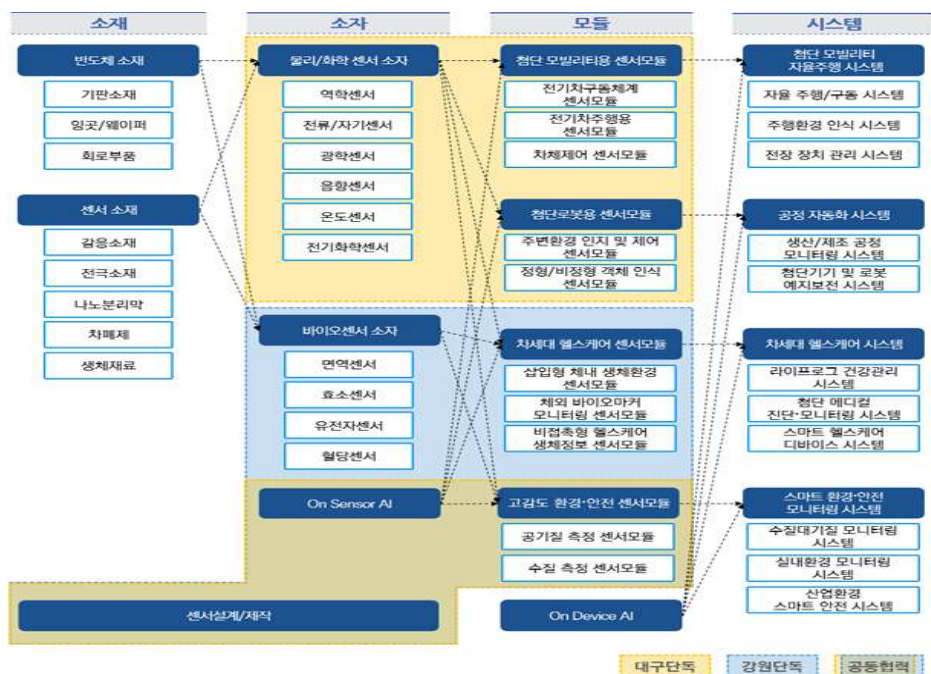 소재
소자
모듈
시스템
반도체 소재
기판소재
잉곳/웨이퍼
회로부품
센서 소재
감응소재
전극소재
나노분리막
차폐제
생체재료
물리/화학 센서 소자
역학센서
전류/자기센서
광학센서
음향센서
온도센서
전기화학센서
바이오센서 소자
면역센서
효소센서
유전자센서
혈당센서
On Sensor AI
센서설계/제작
첨단 모빌리티용 센서모듈
전기차구동체계
센서모듈
전기차주행용
센서모듈
차체제어 센서모듈
첨단로봇용 센서모듈
주변환경 인지 및 제어
센서모듈
정형/비정형 객체 인식
센서모듈
차세대 헬스케어 센서모듈
삽입형 체내 생체환경
센서모듈
체외 바이오마커
모니터링 센서모듈
비접촉형 헬스케어
생체정보 센서모듈
고감도 환경·안전 센서모듈
공기질 측정 센서모듈
수질 측정 센서모듈
On Device AI
첨단 모빌리티
자율주행 시스템
자율 주행/구동 시스템
주행환경 인식 시스템
전장 장치 관리 시스템
공정 자동화 시스템
생산/제조 공정
모니터링 시스템
첨단기기 및 로봇
예지보전 시스템
차세대 헬스케어 시스템
라이프로그 건강관리
시스템
첨단 메디컬
진단·모니터링 시스템
스마트 헬스케어
디바이스 시스템
스마트 환경·안전
모니터링 시스템
수질대기질 모니터링
시스템
실내환경 모니터링
시스템
산업환경
스마트 안전 시스템
대구단독
강원단독
공동협력